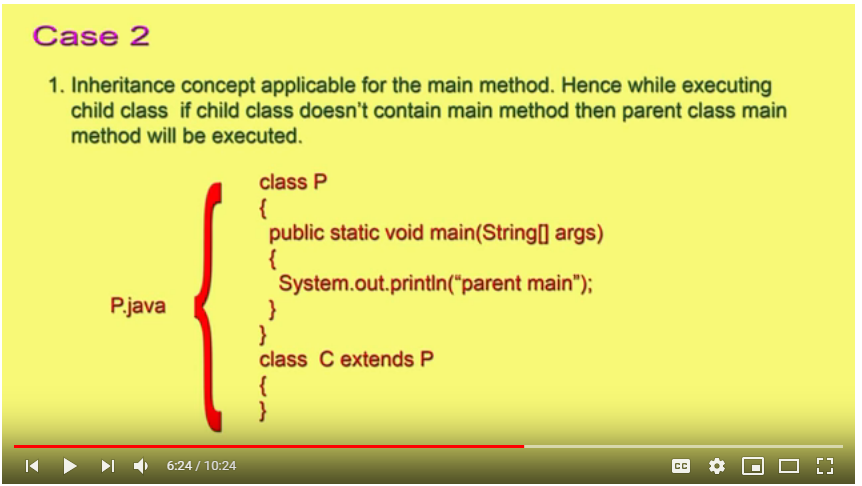 Case 2
1. Inheritance concept applicable for the main method. Hence while executing
child class if child class doesn't contain main method then parent class main
method will be executed.
class P
{
public static void main(String[] args)
{
System.out.println(“parent main”);
P.java
}
}
class C extends P
{
}
6:24 / 10:24
CC